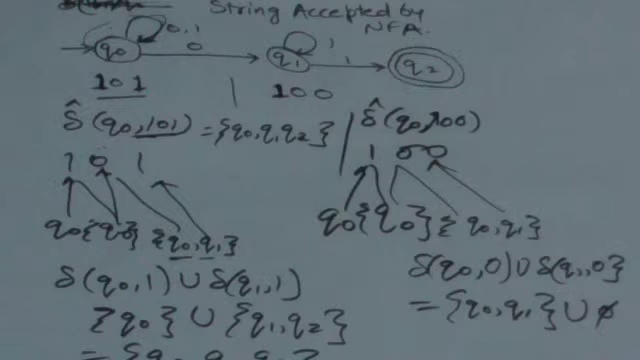 String Accepted by
NFA.
q0 0,1 0 q1 1 1 q2
101 | 100
δ̂(q0,101) = {q0,q1,q2}
δ̂(q0,100)
1 0 1
1 0 0
q0 {q0} {q0,q1}
q0 {q0} {q0,q1}
δ(q0,1) ∪ δ(q1,1)
δ(q0,0) ∪ δ(q1,0}
{q0} ∪ {q1,q2}
= {q0,q1} ∪ ϕ